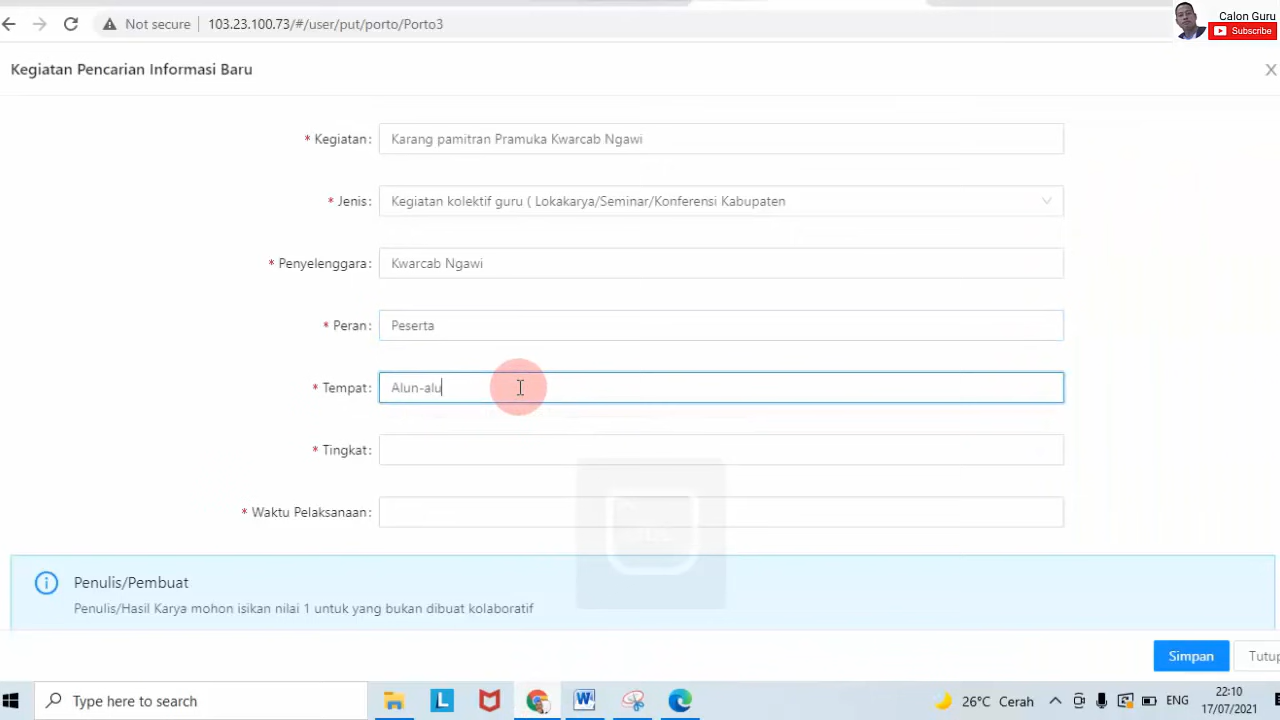 Not secure
103.23.100.73/#/user/put/porto/Porto3
Calon Guru
Subscribe
Kegiatan Pencarian Informasi Baru
X
* Kegiatan:
Karang pamitran Pramuka Kwarcab Ngawi
* Jenis:
Kegiatan kolektif guru ( Lokakarya/Seminar/Konferensi Kabupaten
* Penyelenggara:
Kwarcab Ngawi
* Peran:
Peserta
* Tempat:
Alun-alu
* Tingkat:
* Waktu Pelaksanaan:
Penulis/Pembuat
Penulis/Hasil Karya mohon isikan nilai 1 untuk yang bukan dibuat kolaboratif
Simpan
Tutup
Type here to search
26°C Cerah
ENG
22:10
17/07/2021